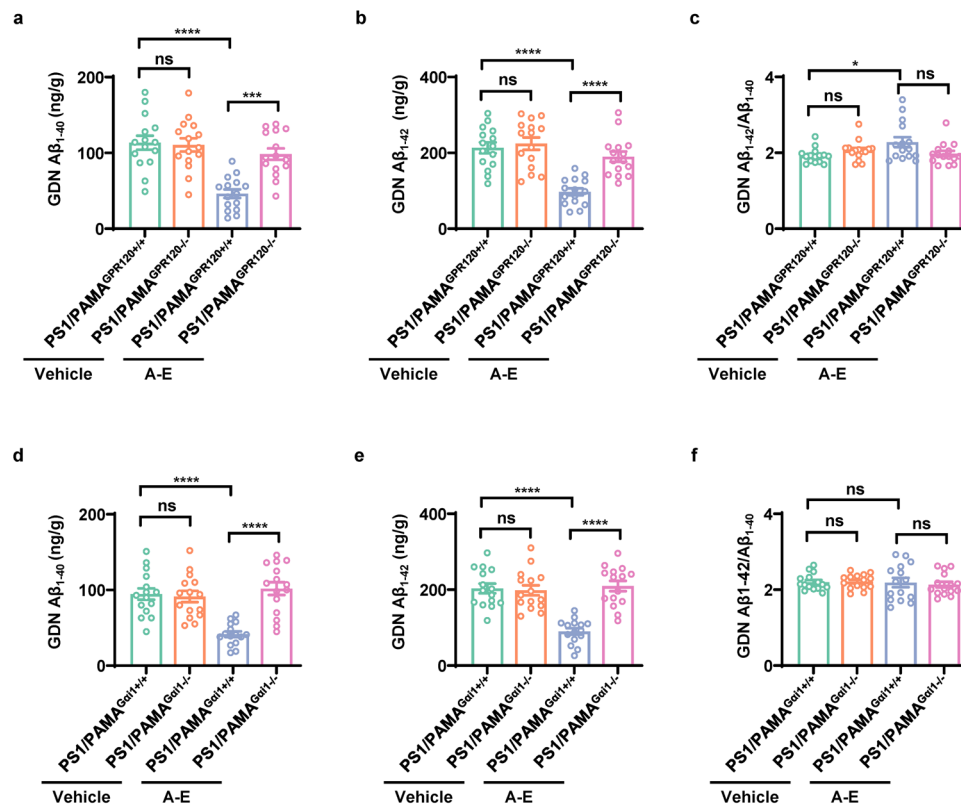 a
b
c
****
ns
***
GDN Aβ1-40 (ng/g)
200
100
0
****
ns
****
GDN Aβ1-42 (ng/g)
400
200
0
*
ns
ns
GDN Aβ1-42/Aβ1-40
4
2
0
PS1/PAMAGPR120+/+
PS1/PAMAGPR120-/-
PS1/PAMAGPR120+/+
PS1/PAMAGPR120-/-
Vehicle
A-E
PS1/PAMAGPR120+/+
PS1/PAMAGPR120-/-
PS1/PAMAGPR120+/+
PS1/PAMAGPR120-/-
Vehicle
A-E
PS1/PAMAGPR120+/+
PS1/PAMAGPR120-/-
PS1/PAMAGPR120+/+
PS1/PAMAGPR120-/-
Vehicle
A-E
d
e
f
****
ns
****
GDN Aβ1-40 (ng/g)
200
100
0
****
ns
****
GDN Aβ1-42 (ng/g)
400
200
0
ns
ns
ns
GDN Aβ1-42/Aβ1-40
4
2
0
PS1/PAMAGαi1+/+
PS1/PAMAGαi1-/-
PS1/PAMAGαi1+/+
PS1/PAMAGαi1-/-
Vehicle
A-E
PS1/PAMAGαi1+/+
PS1/PAMAGαi1-/-
PS1/PAMAGαi1+/+
PS1/PAMAGαi1-/-
Vehicle
A-E
PS1/PAMAGαi1+/+
PS1/PAMAGαi1-/-
PS1/PAMAGαi1+/+
PS1/PAMAGαi1-/-
Vehicle
A-E